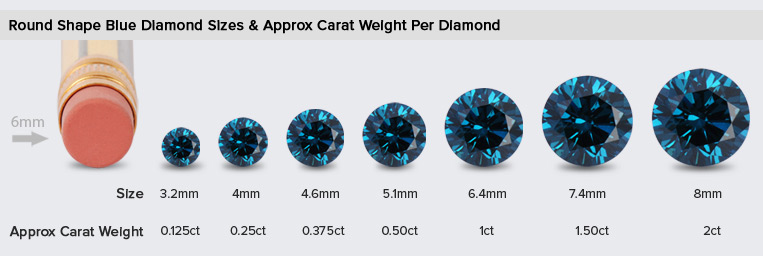 Round Shape Blue Diamond Sizes & Approx Carat Weight Per Diamond
6mm
Size 3.2mm 4mm 4.6mm 5.1mm 6.4mm 7.4mm 8mm
Approx Carat Weight 0.125ct 0.25ct 0.375ct 0.50ct 1ct 1.50ct 2ct